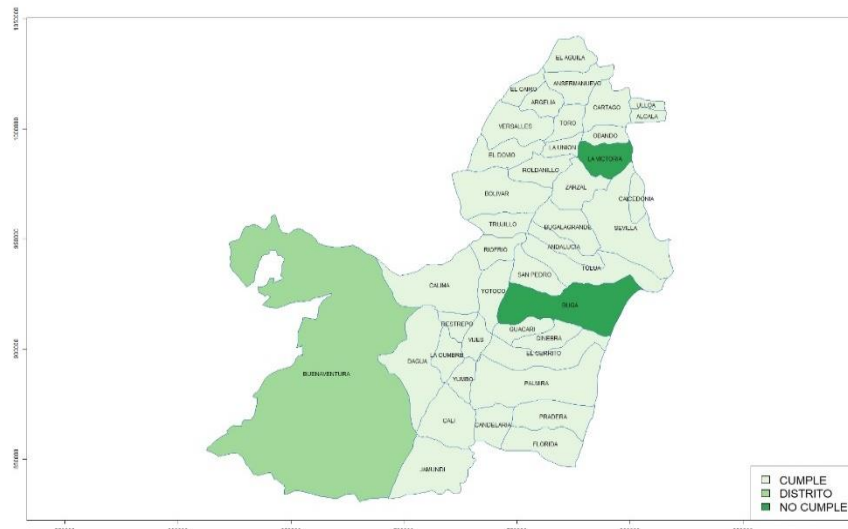 EL AGUILA
ANSERMANUEVO
EL CAIRO
ARGELIA
CARTAGO
ULLOA
ALCALA
TORO
VERSALLES
OBANDO
LA UNION
EL DOVIO
LA VICTORIA
ROLDANILLO
ZARZAL
BOLIVAR
CAICEDONIA
TRUJILLO
BUGALAGRANDE
SEVILLA
ANDALUCIA
RIOFRIO
TULUA
SAN PEDRO
CALIMA
YOTOCO
BUGA
RESTREPO
GUACARI
VIJES
GINEBRA
LA CUMBRE
EL CERRITO
DAGUA
BUENAVENTURA
YUMBO
PALMIRA
CALI
CANDELARIA
PRADERA
FLORIDA
JAMUNDI
CUMPLE
DISTRITO
NO CUMPLE